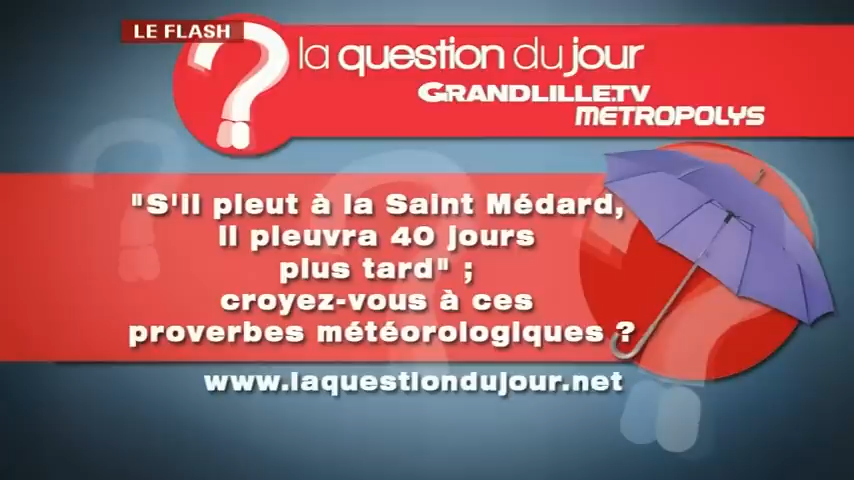 LE FLASH
la question du jour
GRANDLILLE.TV
METROPOLYS
"S'il pleut à la Saint Médard,
Il pleuvra 40 jours
plus tard" ;
croyez-vous à ces
proverbes météorologiques ?
www.laquestiondujour.net